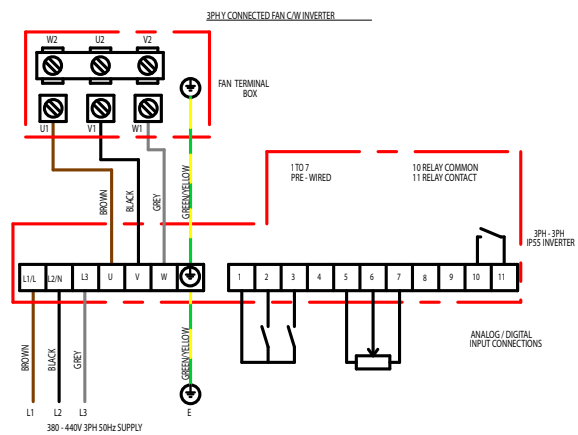 3PH Y CONNECTED FAN C/W INVERTER
W2 U2 V2
FAN TERMINAL
BOX
U1 V1 W1
1 TO 7
PRE - WIRED
10 RELAY COMMON
11 RELAY CONTACT
BROWN
BLACK
GREY
GREEN/YELLOW
3PH - 3PH
IP55 INVERTER
L1/L L2/N L3 U V W
1 2 3 4 5 6 7 8 9 10 11
ANALOG / DIGITAL
INPUT CONNECTIONS
BROWN
BLACK
GREY
GREEN/YELLOW
L1 L2 L3 E
380 - 440V 3PH 50Hz SUPPLY